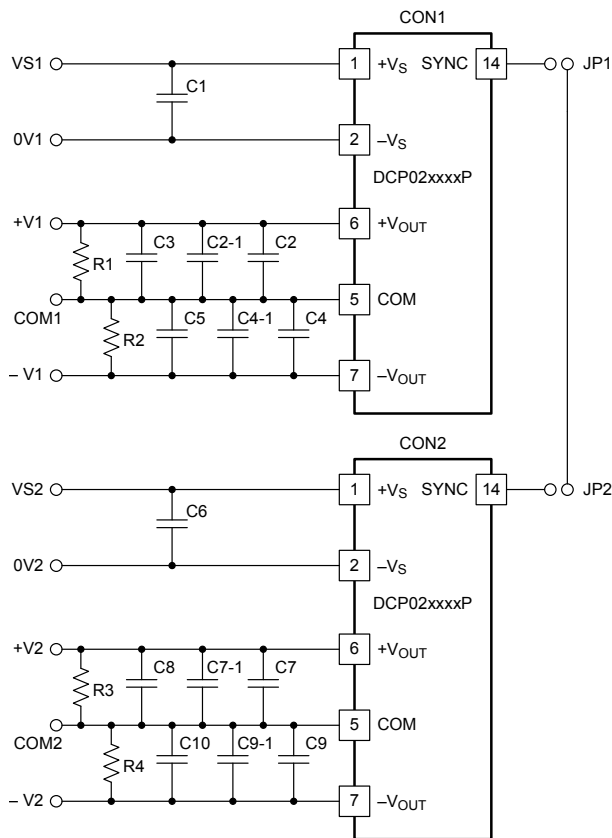 CON1
VS1 1 +VS SYNC 14 JP1
C1
0V1 2 –VS
DCP02xxxxP
+V1 6 +VOUT
R1 C3 C2-1 C2
COM1 5 COM
R2 C5 C4-1 C4
– V1 7 –VOUT
CON2
VS2 1 +VS SYNC 14 JP2
C6
0V2 2 –VS
DCP02xxxxP
+V2 6 +VOUT
R3 C8 C7-1 C7
COM2 5 COM
R4 C10 C9-1 C9
– V2 7 –VOUT